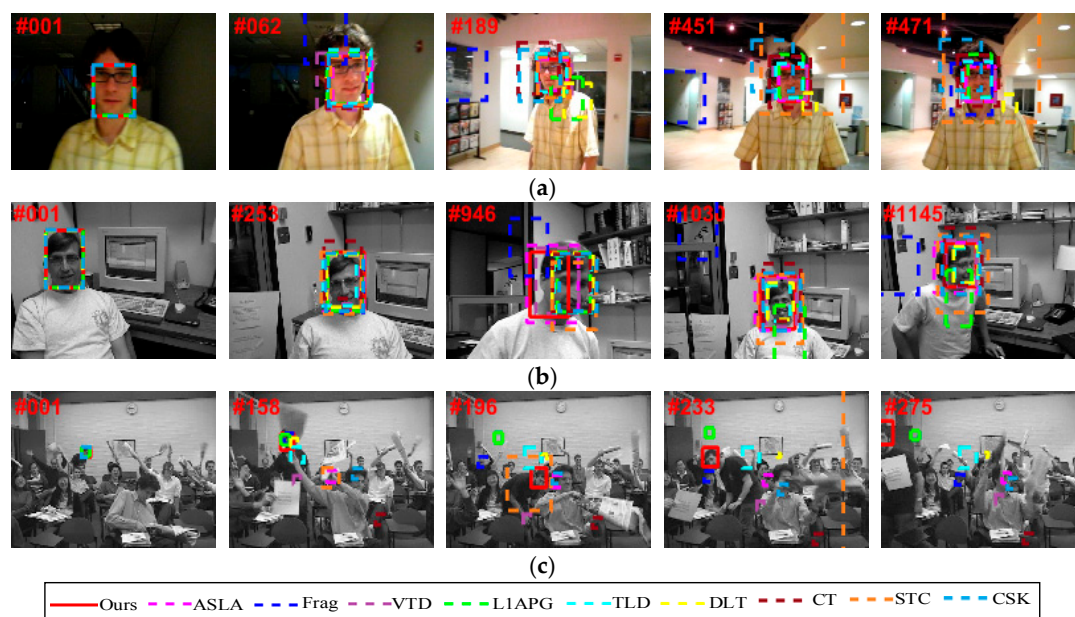 #001 #062 #189 #451 #471
(a)
#001 #253 #946 #1030 #1145
(b)
#001 #158 #196 #233 #275
(c)
Ours ASLA Frag VTD L1APG TLD DLT CT STC CSK